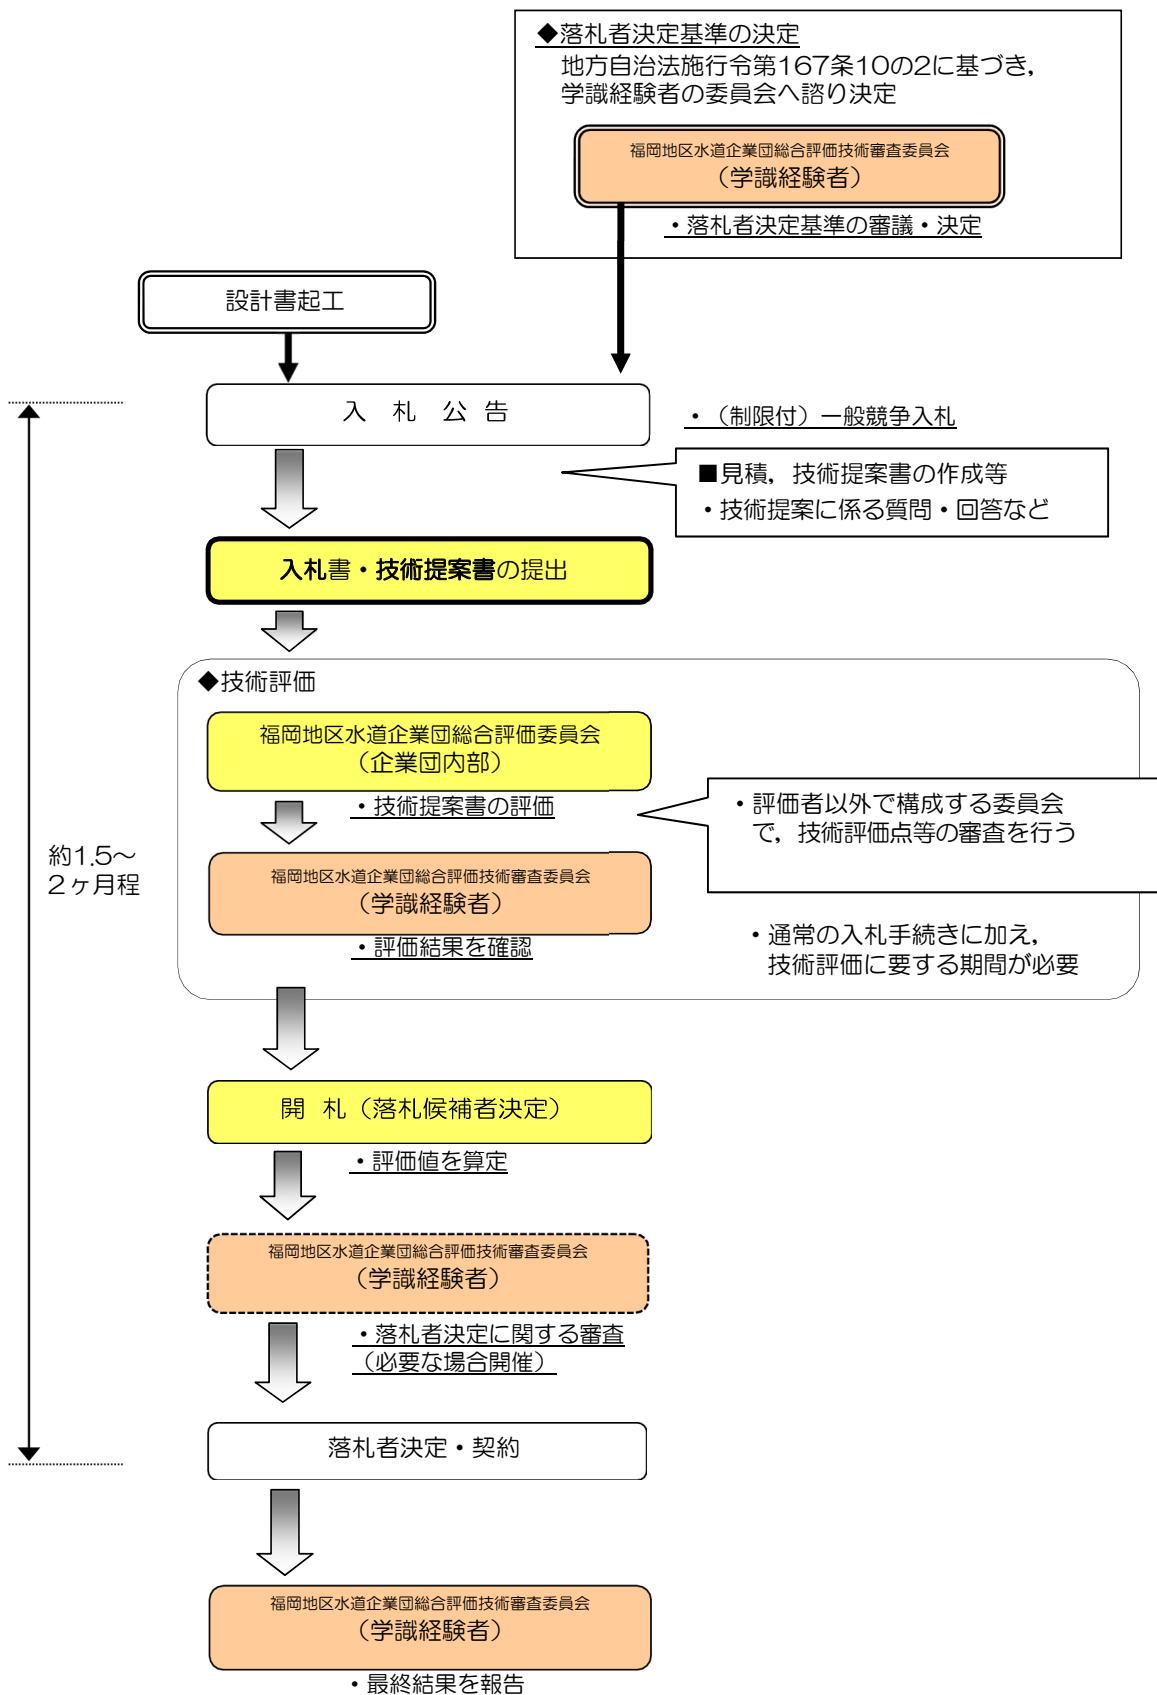 ◆落札者決定基準の決定
地方自治法施行令第167条10の2に基づき，
学識経験者の委員会へ諮り決定
福岡地区水道企業団総合評価技術審査委員会
（学識経験者）
・落札者決定基準の審議・決定
設計書起工
入 札 公 告
・（制限付）一般競争入札
■見積，技術提案書の作成等
・技術提案に係る質問・回答など
入札書・技術提案書の提出
◆技術評価
福岡地区水道企業団総合評価委員会
（企業団内部）
・技術提案書の評価
・評価者以外で構成する委員会
で，技術評価点等の審査を行う
約1.5～
２ヶ月程
福岡地区水道企業団総合評価技術審査委員会
（学識経験者）
・評価結果を確認
・通常の入札手続きに加え，
技術評価に要する期間が必要
開 札（落札候補者決定）
・評価値を算定
福岡地区水道企業団総合評価技術審査委員会
（学識経験者）
・落札者決定に関する審査
（必要な場合開催）
落札者決定・契約
福岡地区水道企業団総合評価技術審査委員会
（学識経験者）
・最終結果を報告